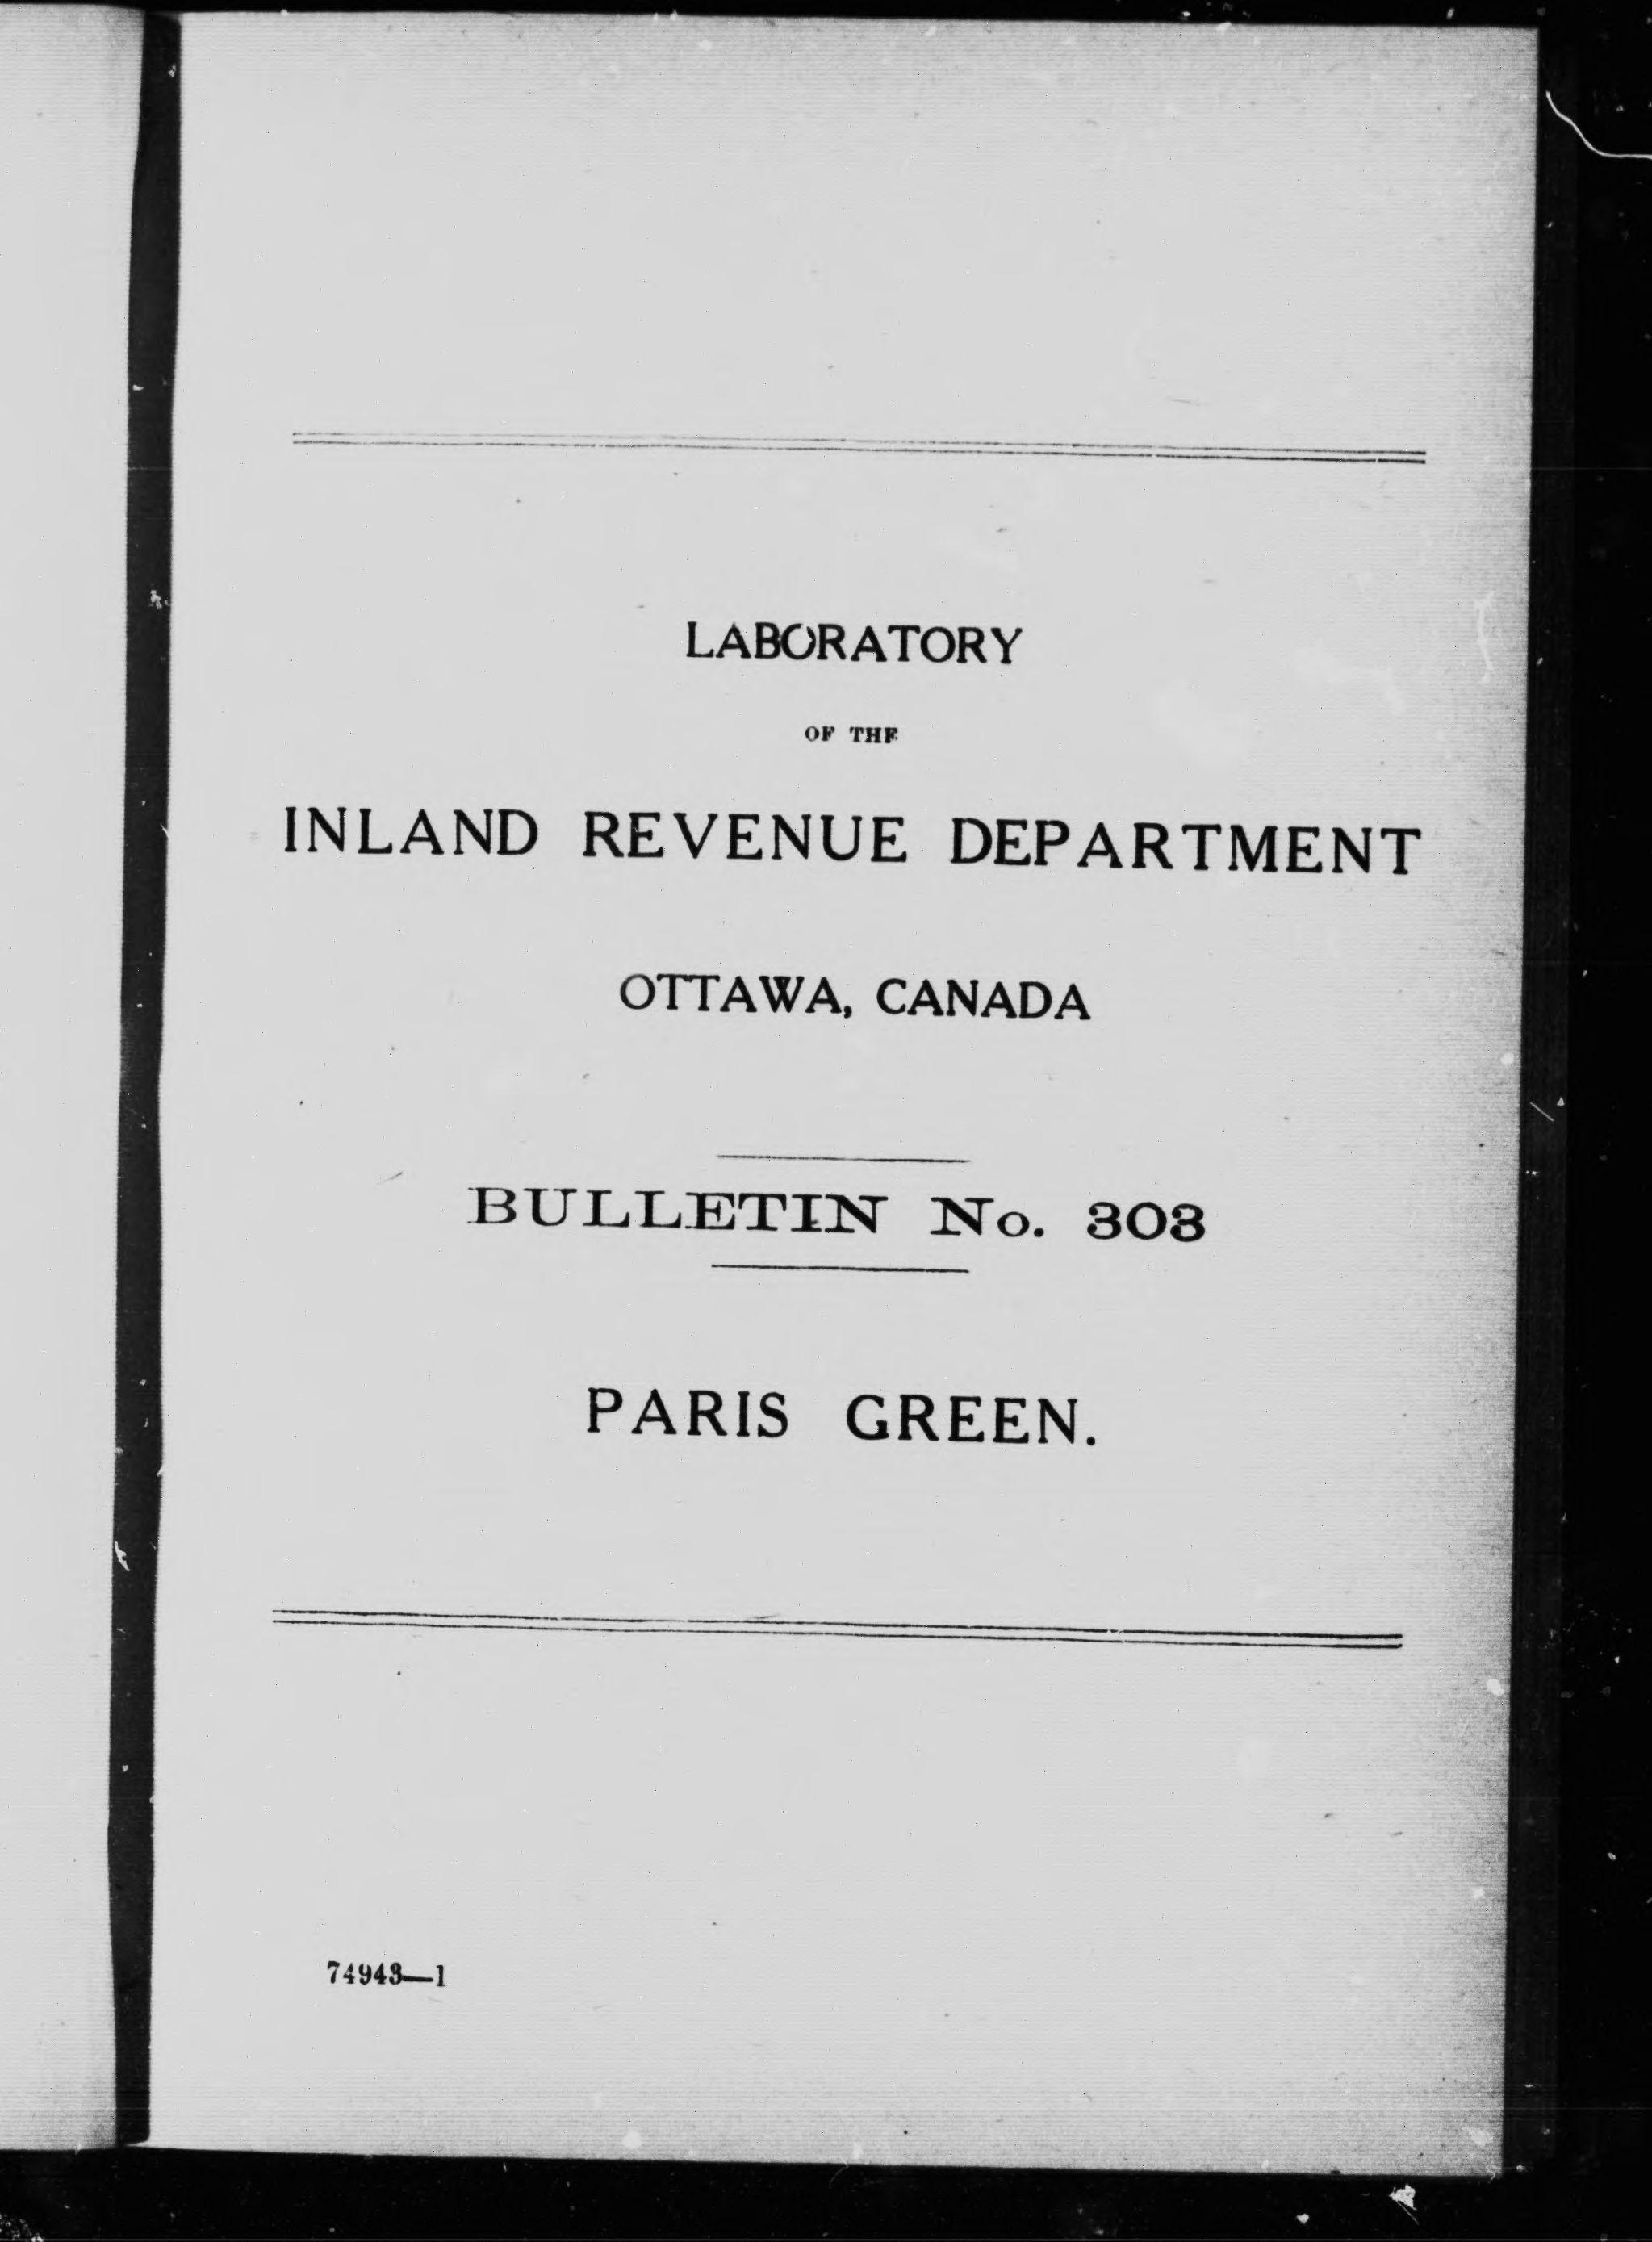 LABORATORY
OF THE
INLAND REVENUE DEPARTMENT
OTTAWA, CANADA
BULLETIN No. 303
PARIS GREEN.
74943—1